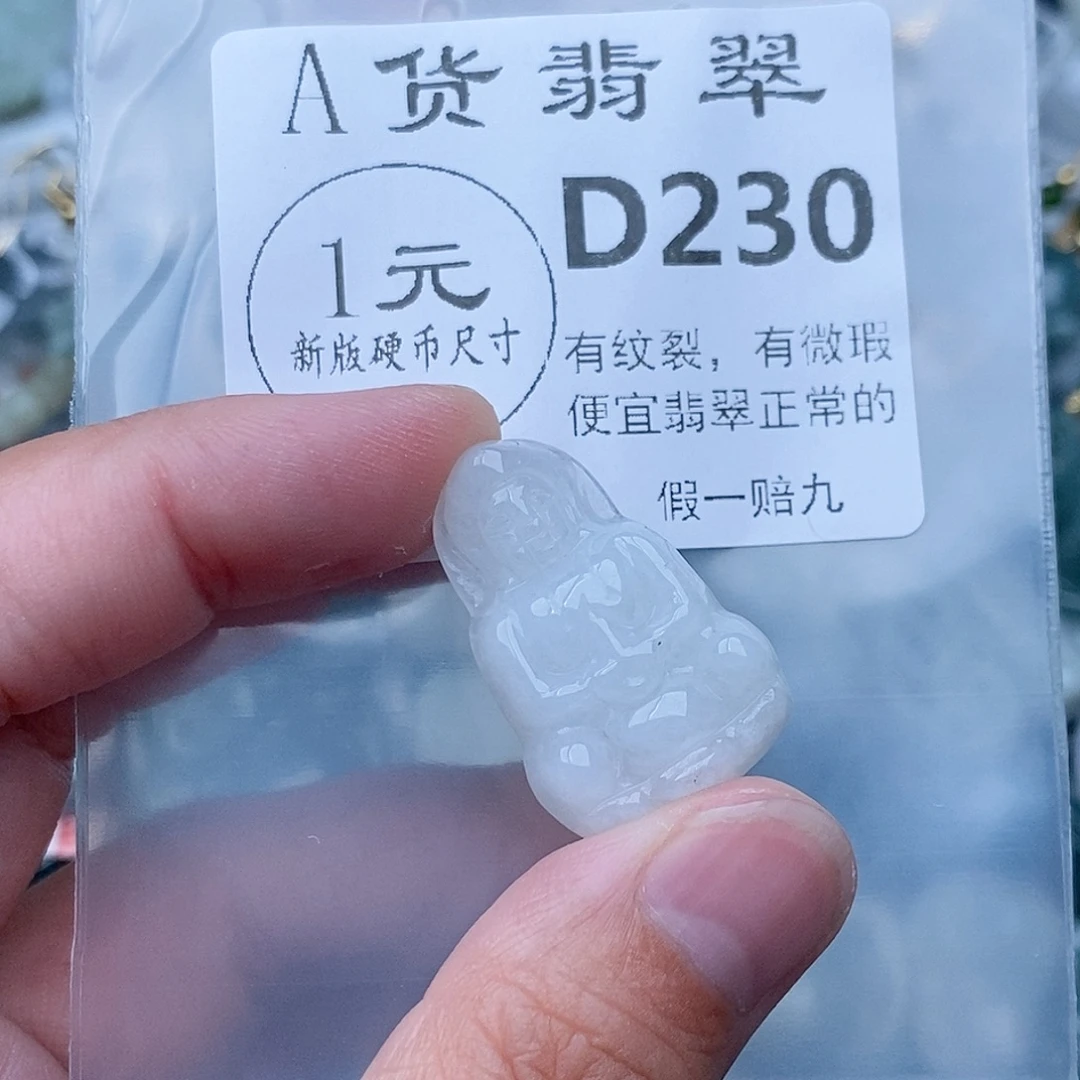 A货翡翠
D230
1元
新版硬币尺寸
有纹裂，有微瑕
便宜翡翠正常的
假一赔九